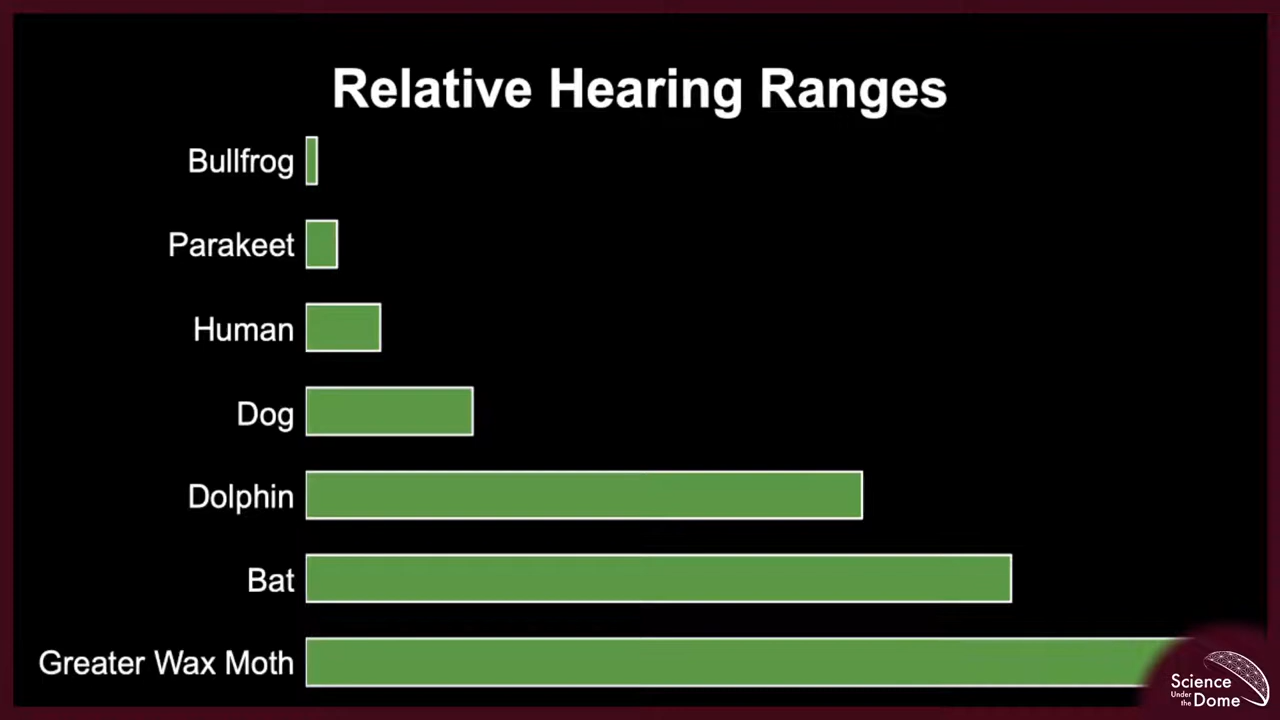 Relative Hearing Ranges
Bullfrog
Parakeet
Human
Dog
Dolphin
Bat
Greater Wax Moth
Science
Under the
Dome